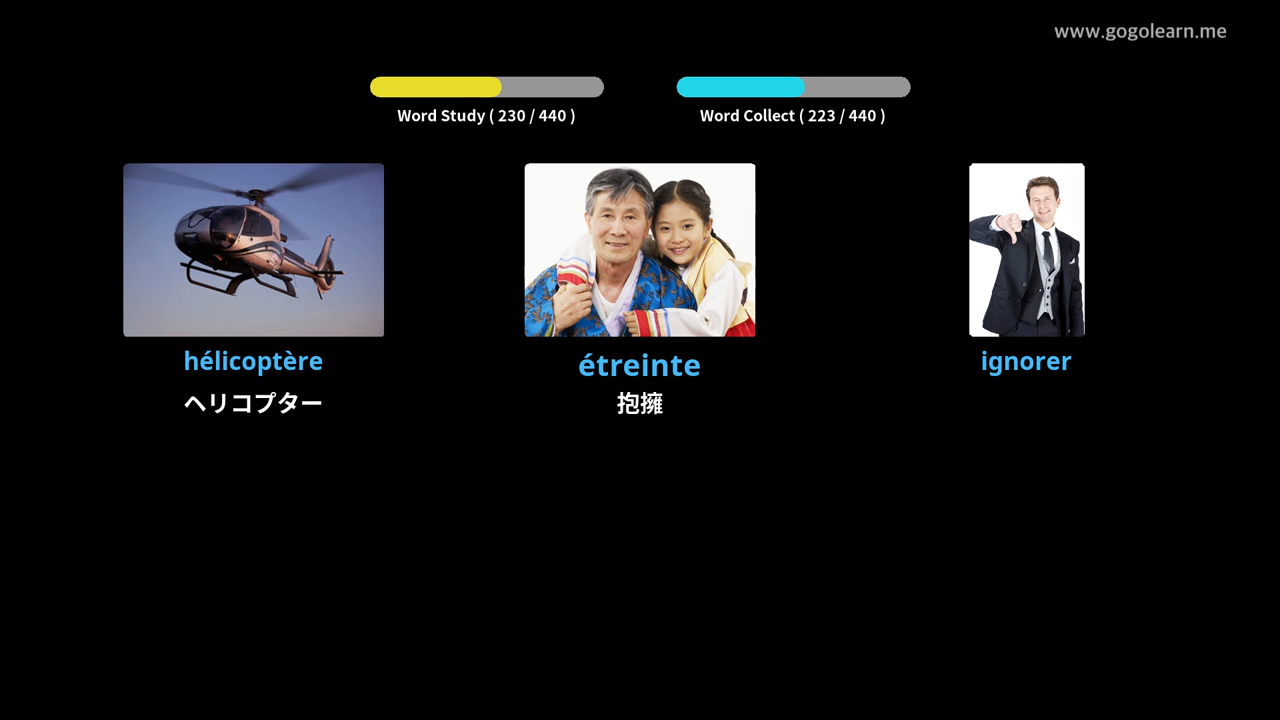 www.gogolearn.me
Word Study ( 230 / 440 )
Word Collect ( 223 / 440 )
hélicoptère
étreinte
ignorer
ヘリコプター
抱擁